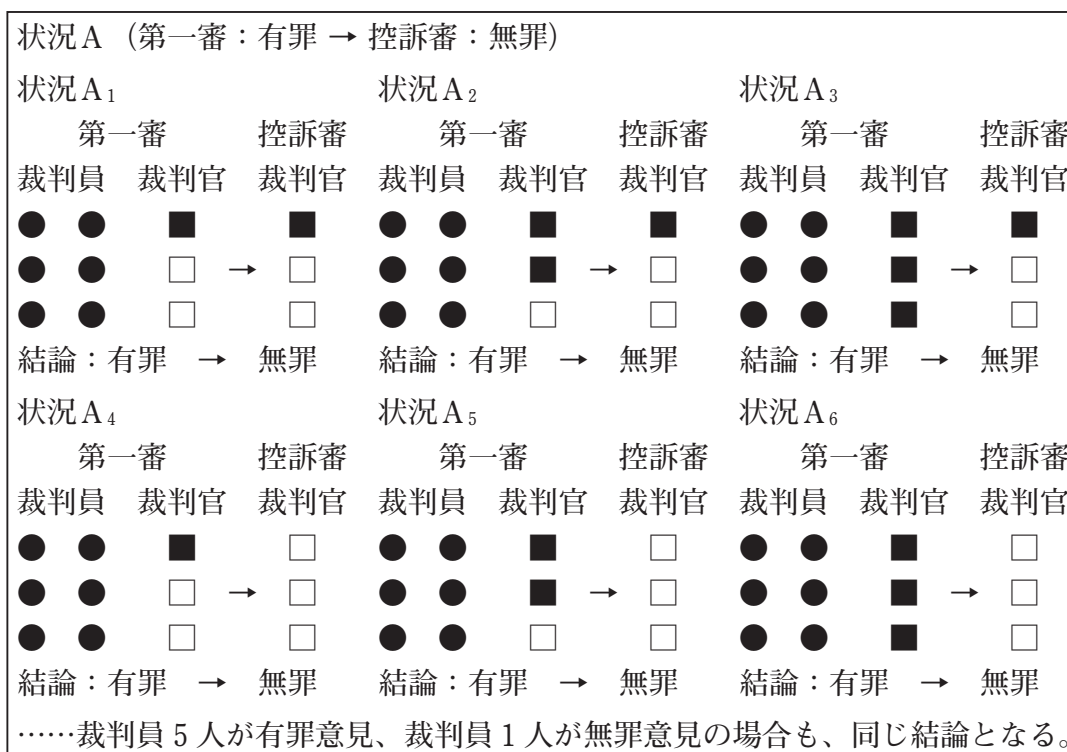 状況A （第一審：有罪 → 控訴審：無罪）
状況A₁ 状況A₂ 状況A₃
第一審 控訴審 第一審 控訴審 第一審 控訴審
裁判員 裁判官 裁判官 裁判員 裁判官 裁判官 裁判員 裁判官 裁判官
● ● ■ ■ ● ● ■ ■ ● ● ■ ■
● ● □ → □ ● ● ■ → □ ● ● ■ → □
● ● □ □ ● ● □ □ ● ● ■ □
結論：有罪 → 無罪 結論：有罪 → 無罪 結論：有罪 → 無罪
状況A₄ 状況A₅ 状況A₆
第一審 控訴審 第一審 控訴審 第一審 控訴審
裁判員 裁判官 裁判官 裁判員 裁判官 裁判官 裁判員 裁判官 裁判官
● ● ■ □ ● ● ■ □ ● ● ■ □
● ● □ → □ ● ● ■ → □ ● ● ■ → □
● ● □ □ ● ● □ □ ● ● ■ □
結論：有罪 → 無罪 結論：有罪 → 無罪 結論：有罪 → 無罪
……裁判員5人が有罪意見、裁判員1人が無罪意見の場合も、同じ結論となる。